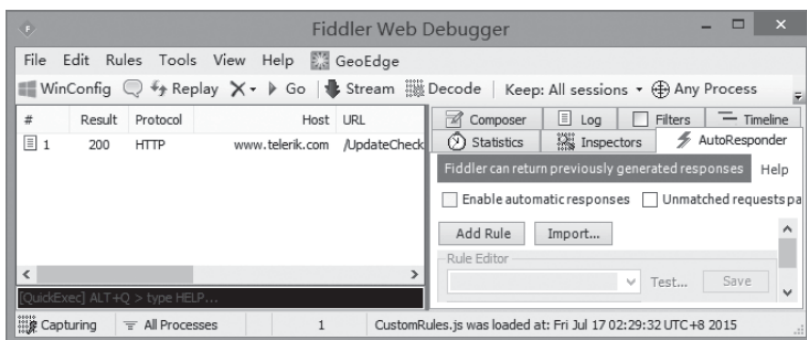 Fiddler Web Debugger
File Edit Rules Tools View Help GeoEdge
WinConfig Replay Go Stream Decode Keep: All sessions Any Process
# Result Protocol Host URL
1 200 HTTP www.telerik.com /UpdateCheck
Composer Log Filters Timeline
Statistics Inspectors AutoResponder
Fiddler can return previously generated responses Help
Enable automatic responses Unmatched requests pa
Add Rule Import...
Rule Editor
Test... Save
[QuickExec] ALT+Q > type HELP...
Capturing All Processes 1 CustomRules.js was loaded at: Fri Jul 17 02:29:32 UTC+8 2015